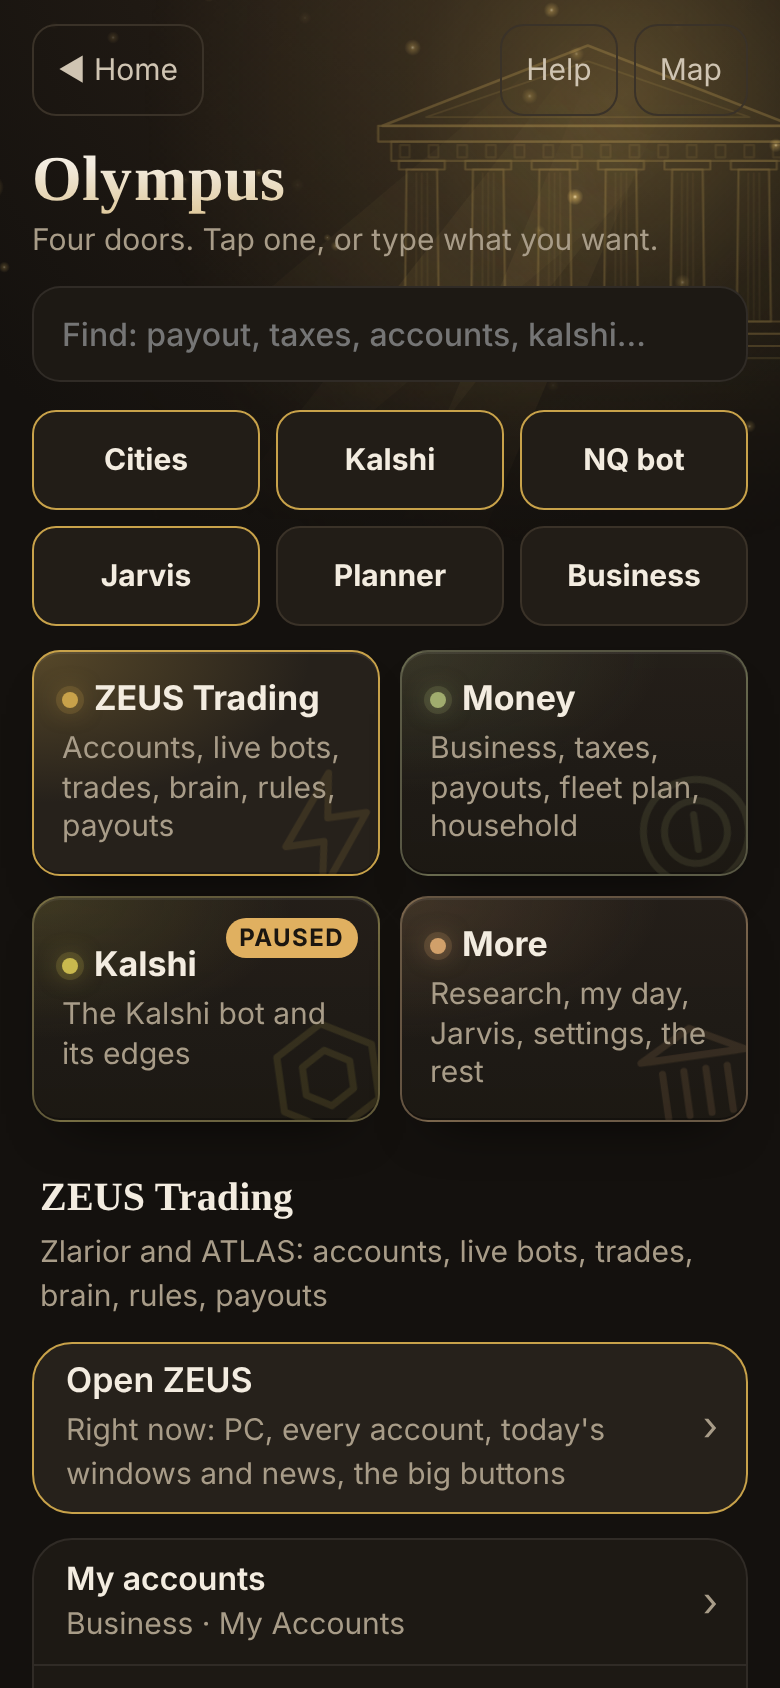 ◀ Home
Help
Map
Olympus
Four doors. Tap one, or type what you want.
Find: payout, taxes, accounts, kalshi...
Cities
Kalshi
NQ bot
Jarvis
Planner
Business
ZEUS Trading
Accounts, live bots,
trades, brain, rules,
payouts
Money
Business, taxes,
payouts, fleet plan,
household
PAUSED
Kalshi
The Kalshi bot and
its edges
More
Research, my day,
Jarvis, settings, the
rest
ZEUS Trading
Zlarior and ATLAS: accounts, live bots, trades,
brain, rules, payouts
Open ZEUS
Right now: PC, every account, today's
windows and news, the big buttons
›
My accounts
Business · My Accounts
›